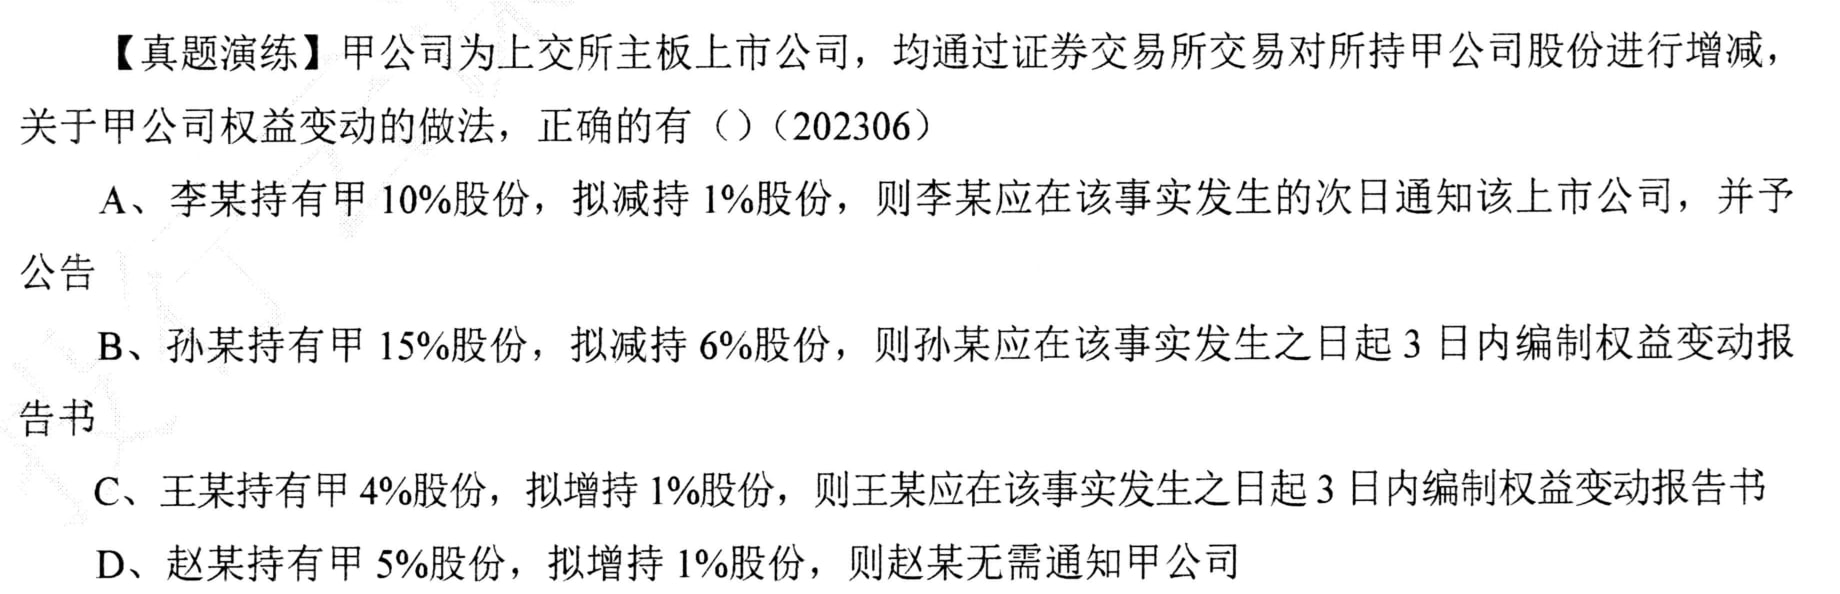 【真题演练】甲公司为上交所主板上市公司，均通过证券交易所交易对所持甲公司股份进行增减，
关于甲公司权益变动的做法，正确的有（）（202306）
A、李某持有甲 10%股份，拟减持 1%股份，则李某应在该事实发生的次日通知该上市公司，并予
公告
B、孙某持有甲 15%股份，拟减持 6%股份，则孙某应在该事实发生之日起 3 日内编制权益变动报
告书
C、王某持有甲 4%股份，拟增持 1%股份，则王某应在该事实发生之日起 3 日内编制权益变动报告书
D、赵某持有甲 5%股份，拟增持 1%股份，则赵某无需通知甲公司